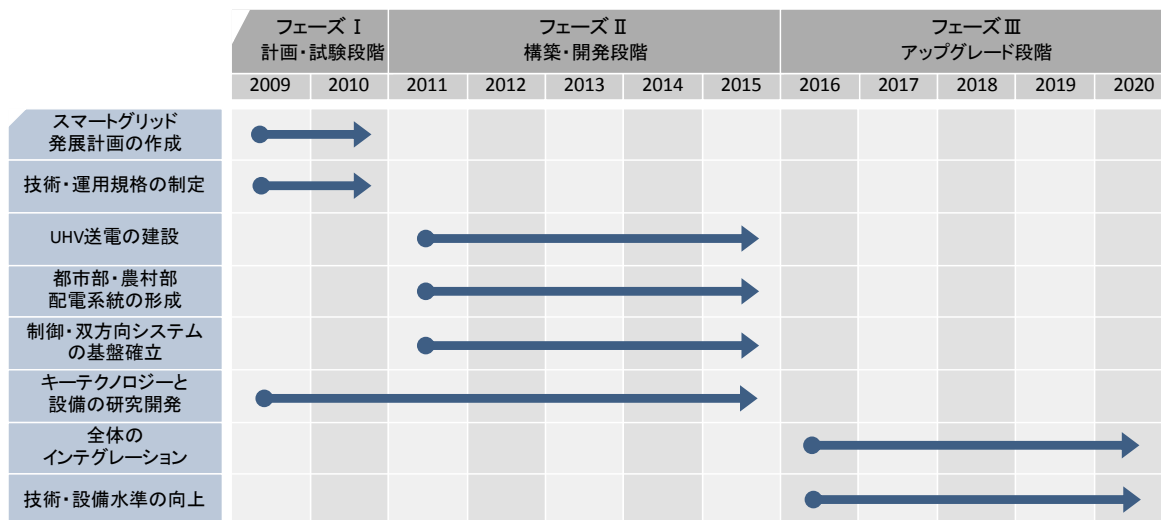 フェーズ Ⅰ
計画・試験段階
フェーズ Ⅱ
構築・開発段階
フェーズⅢ
アップグレード段階
2009 2010 2011 2012 2013 2014 2015 2016 2017 2018 2019 2020
スマートグリッド
発展計画の作成
技術・運用規格の制定
UHV送電の建設
都市部・農村部
配電系統の形成
制御・双方向システム
の基盤確立
キーテクノロジーと
設備の研究開発
全体の
インテグレーション
技術・設備水準の向上